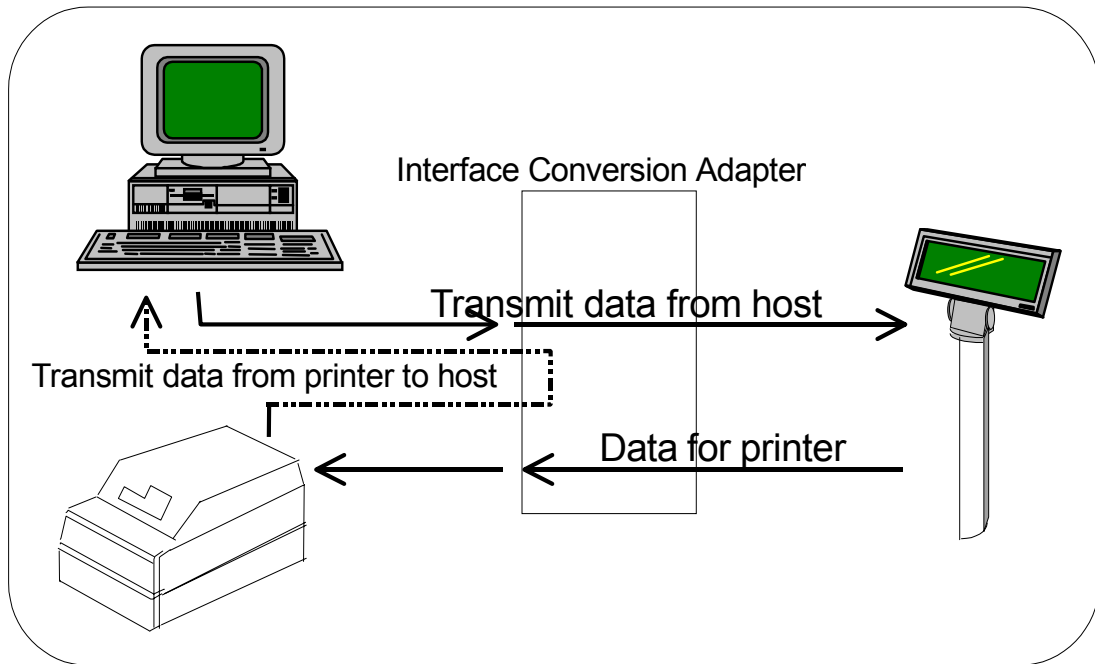 Interface Conversion Adapter
Transmit data from host
Transmit data from printer to host
Data for printer